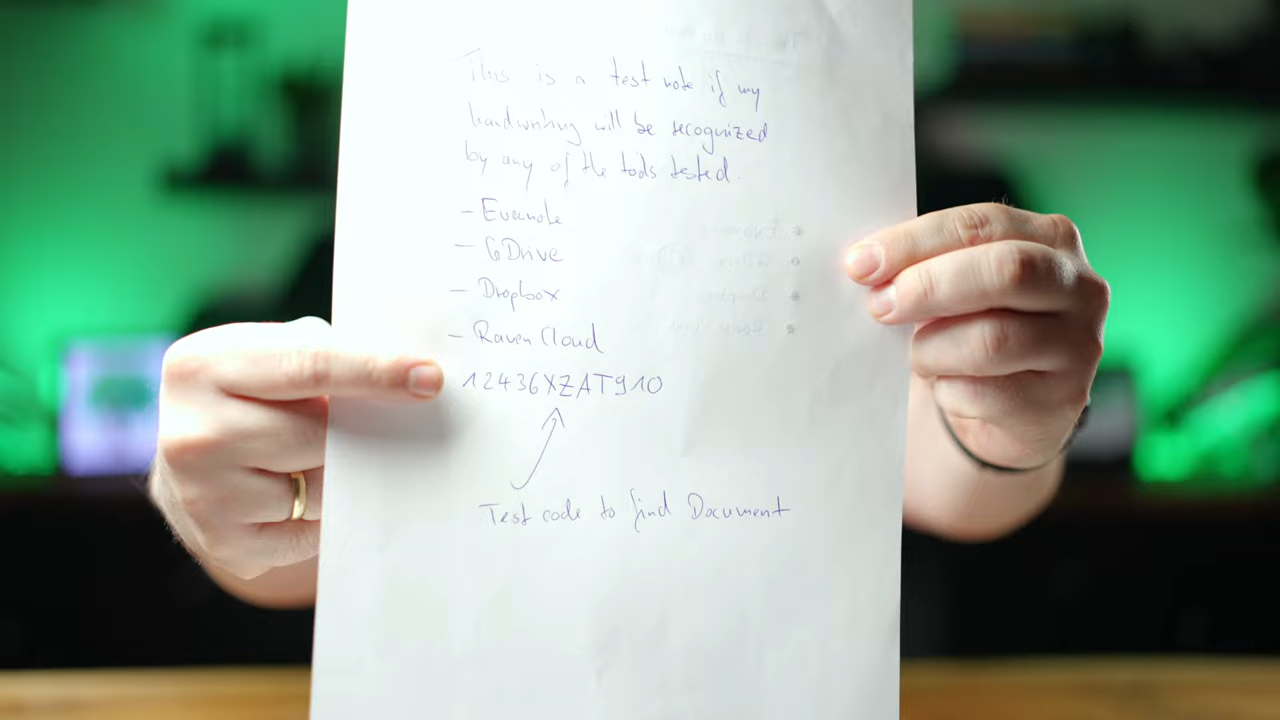 This is a test note if my
handwriting will be recognized
by any of the tools tested.
- Evernote
- GDrive
- Dropbox
- Raven Cloud
12436XZAT910
Test code to find Document